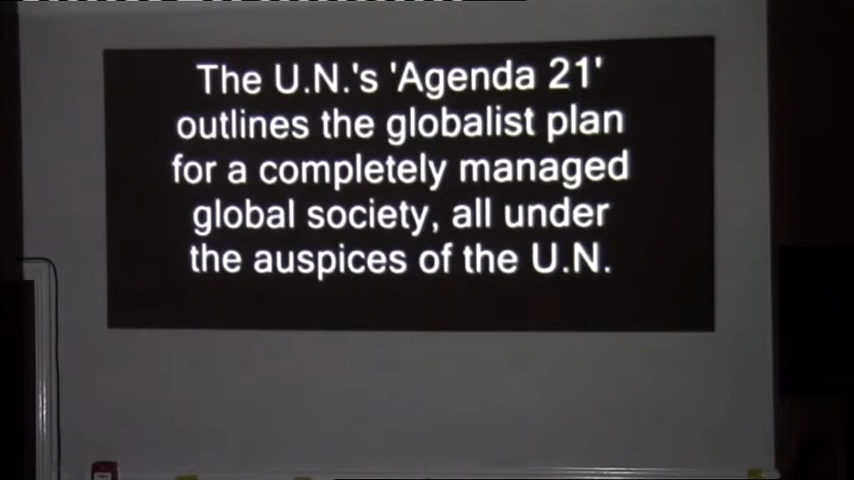 The U.N.'s 'Agenda 21'
outlines the globalist plan
for a completely managed
global society, all under
the auspices of the U.N.